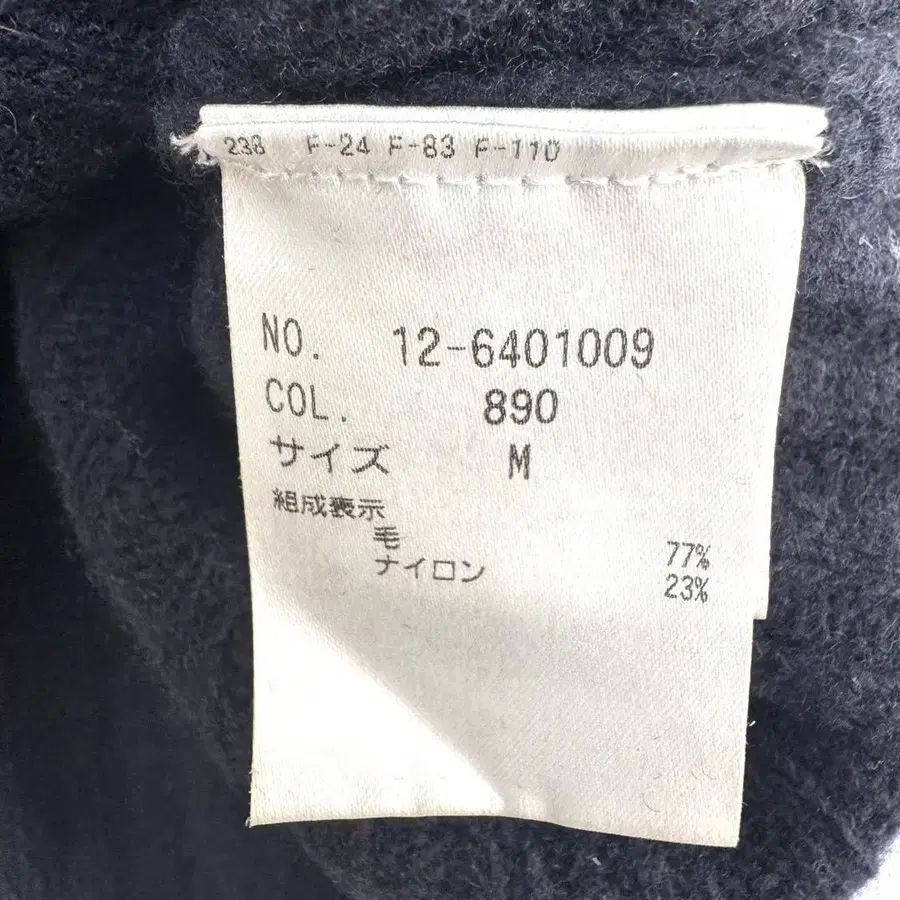 238 F-24 F-83 F-110
NO. 12-6401009
COL. 890
サイズ M
組成表示
毛 77%
ナイロン 23%